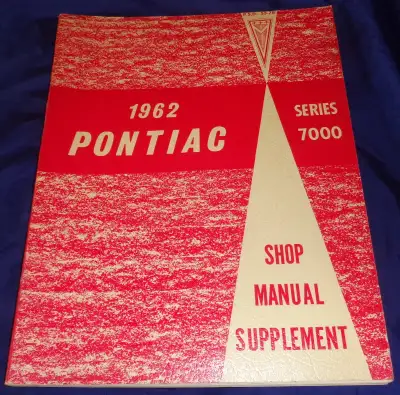 1962
PONTIAC
SERIES
7000
SHOP
MANUAL
SUPPLEMENT